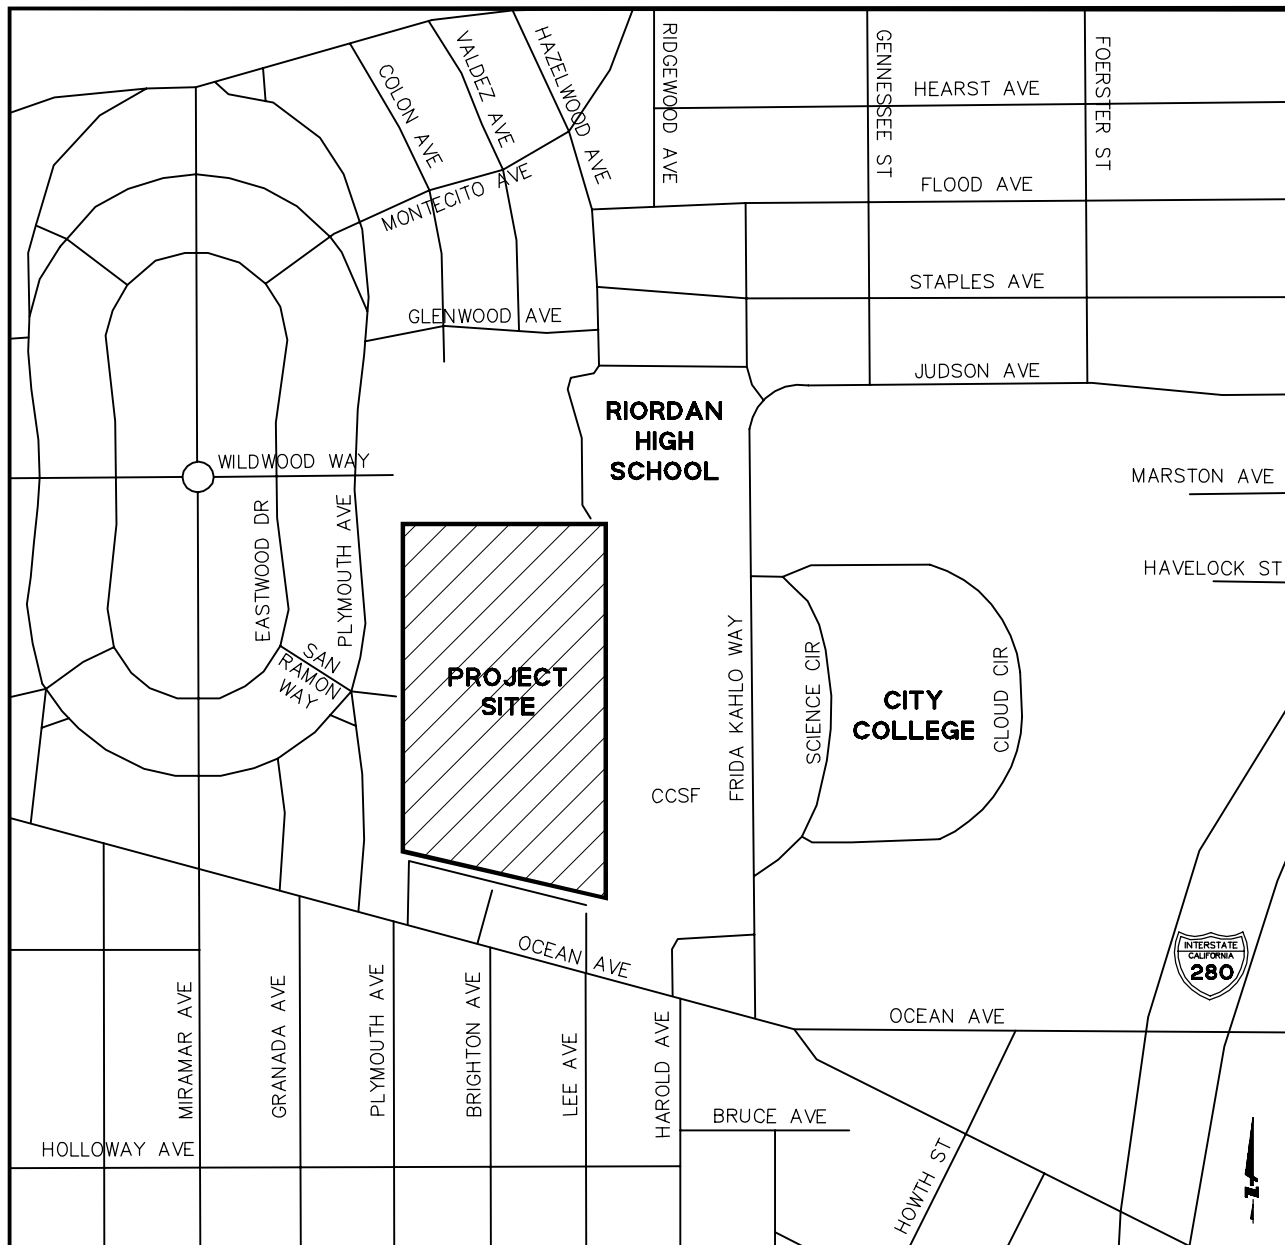 HAZELWOOD AVE
RIDGEWOOD AVE
GENNESSEE ST
FOERSTER ST
VALDEZ AVE
COLON AVE
HEARST AVE
MONTECITO AVE
FLOOD AVE
STAPLES AVE
GLENWOOD AVE
JUDSON AVE
RIORDAN
HIGH
SCHOOL
WILDWOOD WAY
MARSTON AVE
EASTWOOD DR
PLYMOUTH AVE
HAVELOCK ST
SAN
RAMON
WAY
PROJECT
SITE
FRIDA KAHLO WAY
SCIENCE CIR
CITY
COLLEGE
CLOUD CIR
CCSF
OCEAN AVE
INTERSTATE
CALIFORNIA
280
MIRAMAR AVE
GRANADA AVE
PLYMOUTH AVE
BRIGHTON AVE
LEE AVE
HAROLD AVE
OCEAN AVE
BRUCE AVE
HOLLOWAY AVE
HOWTH ST
N